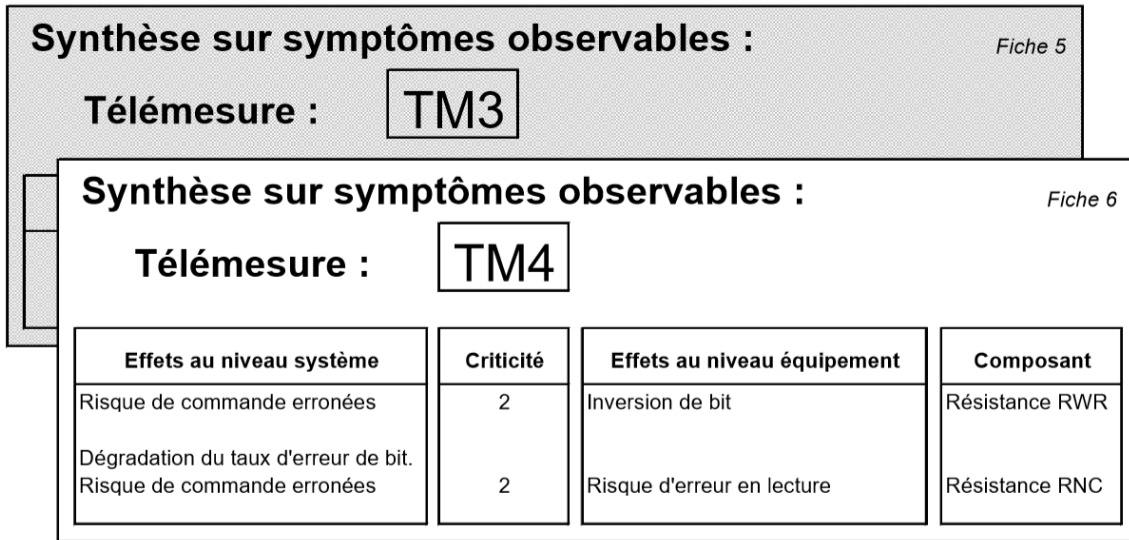 Synthèse sur symptômes observables :
Fiche 5
Télémesure : TM3
Synthèse sur symptômes observables :
Fiche 6
Télémesure : TM4
Effets au niveau système Criticité Effets au niveau équipement Composant
Risque de commande erronées 2 Inversion de bit Résistance RWR
Dégradation du taux d'erreur de bit.
Risque de commande erronées 2 Risque d'erreur en lecture Résistance RNC